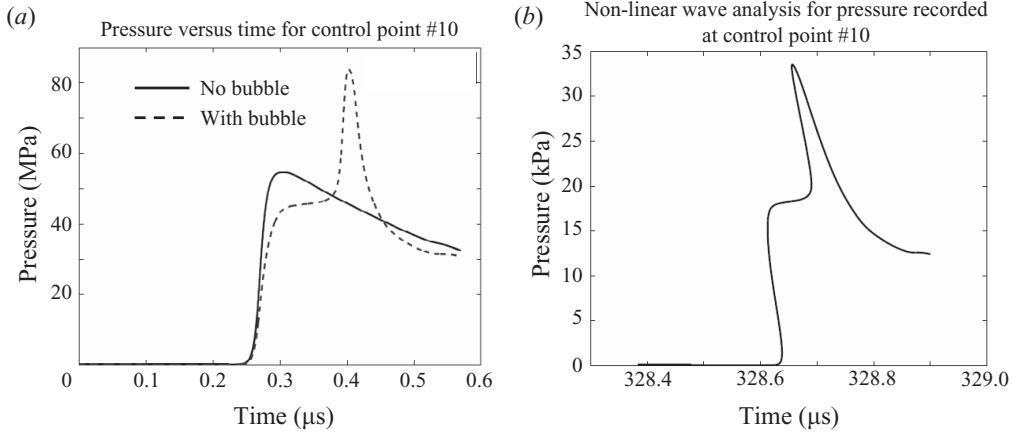 (a)
Pressure versus time for control point #10
80
60
40
20
0
Pressure (MPa)
No bubble
With bubble
0.1
0.2
0.3
0.4
0.5
0.6
Time (μs)
(b)
Non-linear wave analysis for pressure recorded
at control point #10
35
30
25
20
15
10
5
0
Pressure (kPa)
328.4
328.6
328.8
329.0
Time (μs)